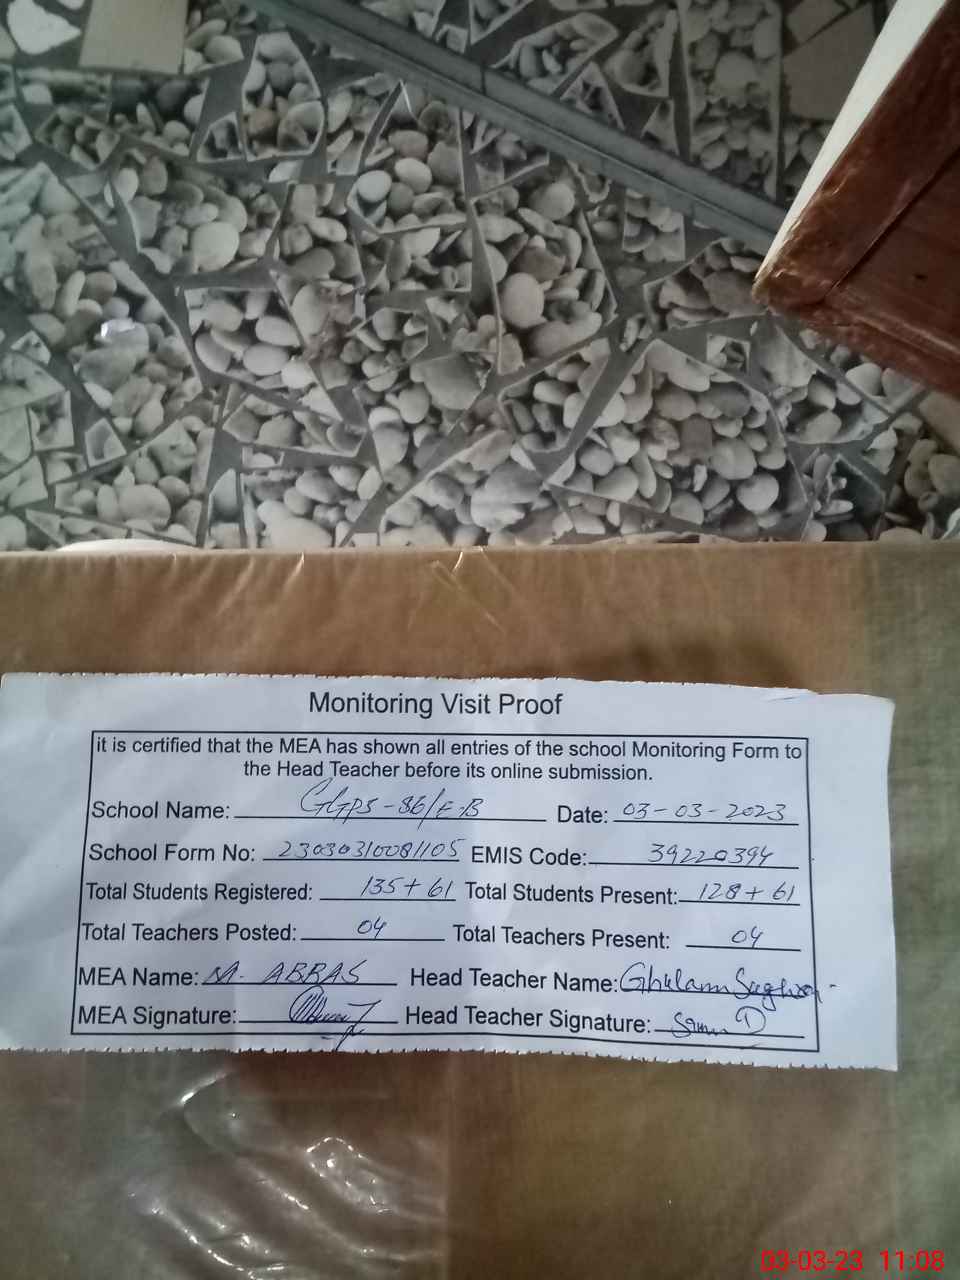 Monitoring Visit Proof
it is certified that the MEA has shown all entries of the school Monitoring Form to
the Head Teacher before its online submission.
School Name: GGPS-86/E.B Date: 03-03-2023
School Form No: 23030310081105 EMIS Code: 39220394
Total Students Registered: 135+61 Total Students Present: 128+61
Total Teachers Posted: 04 Total Teachers Present: 04
MEA Name: M. ABBAS Head Teacher Name: Ghulam
MEA Signature: Head Teacher Signature:
03-03-23 11:08